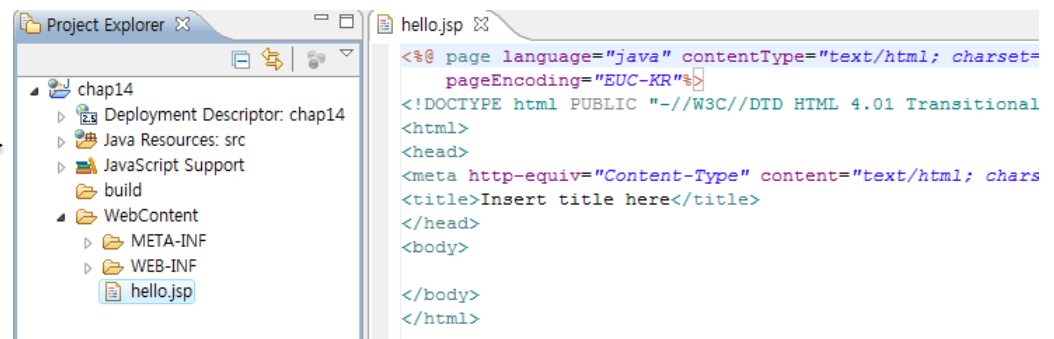 Project Explorer
chap14
Deployment Descriptor: chap14
2.5
Java Resources: src
JavaScript Support
build
WebContent
META-INF
WEB-INF
hello.jsp
hello.jsp
<%@ page language="java" contentType="text/html; charset=
pageEncoding="EUC-KR"%>
<!DOCTYPE html PUBLIC "-//W3C//DTD HTML 4.01 Transitional
<html>
<head>
<meta http-equiv="Content-Type" content="text/html; chars
<title>Insert title here</title>
</head>
<body>
</body>
</html>